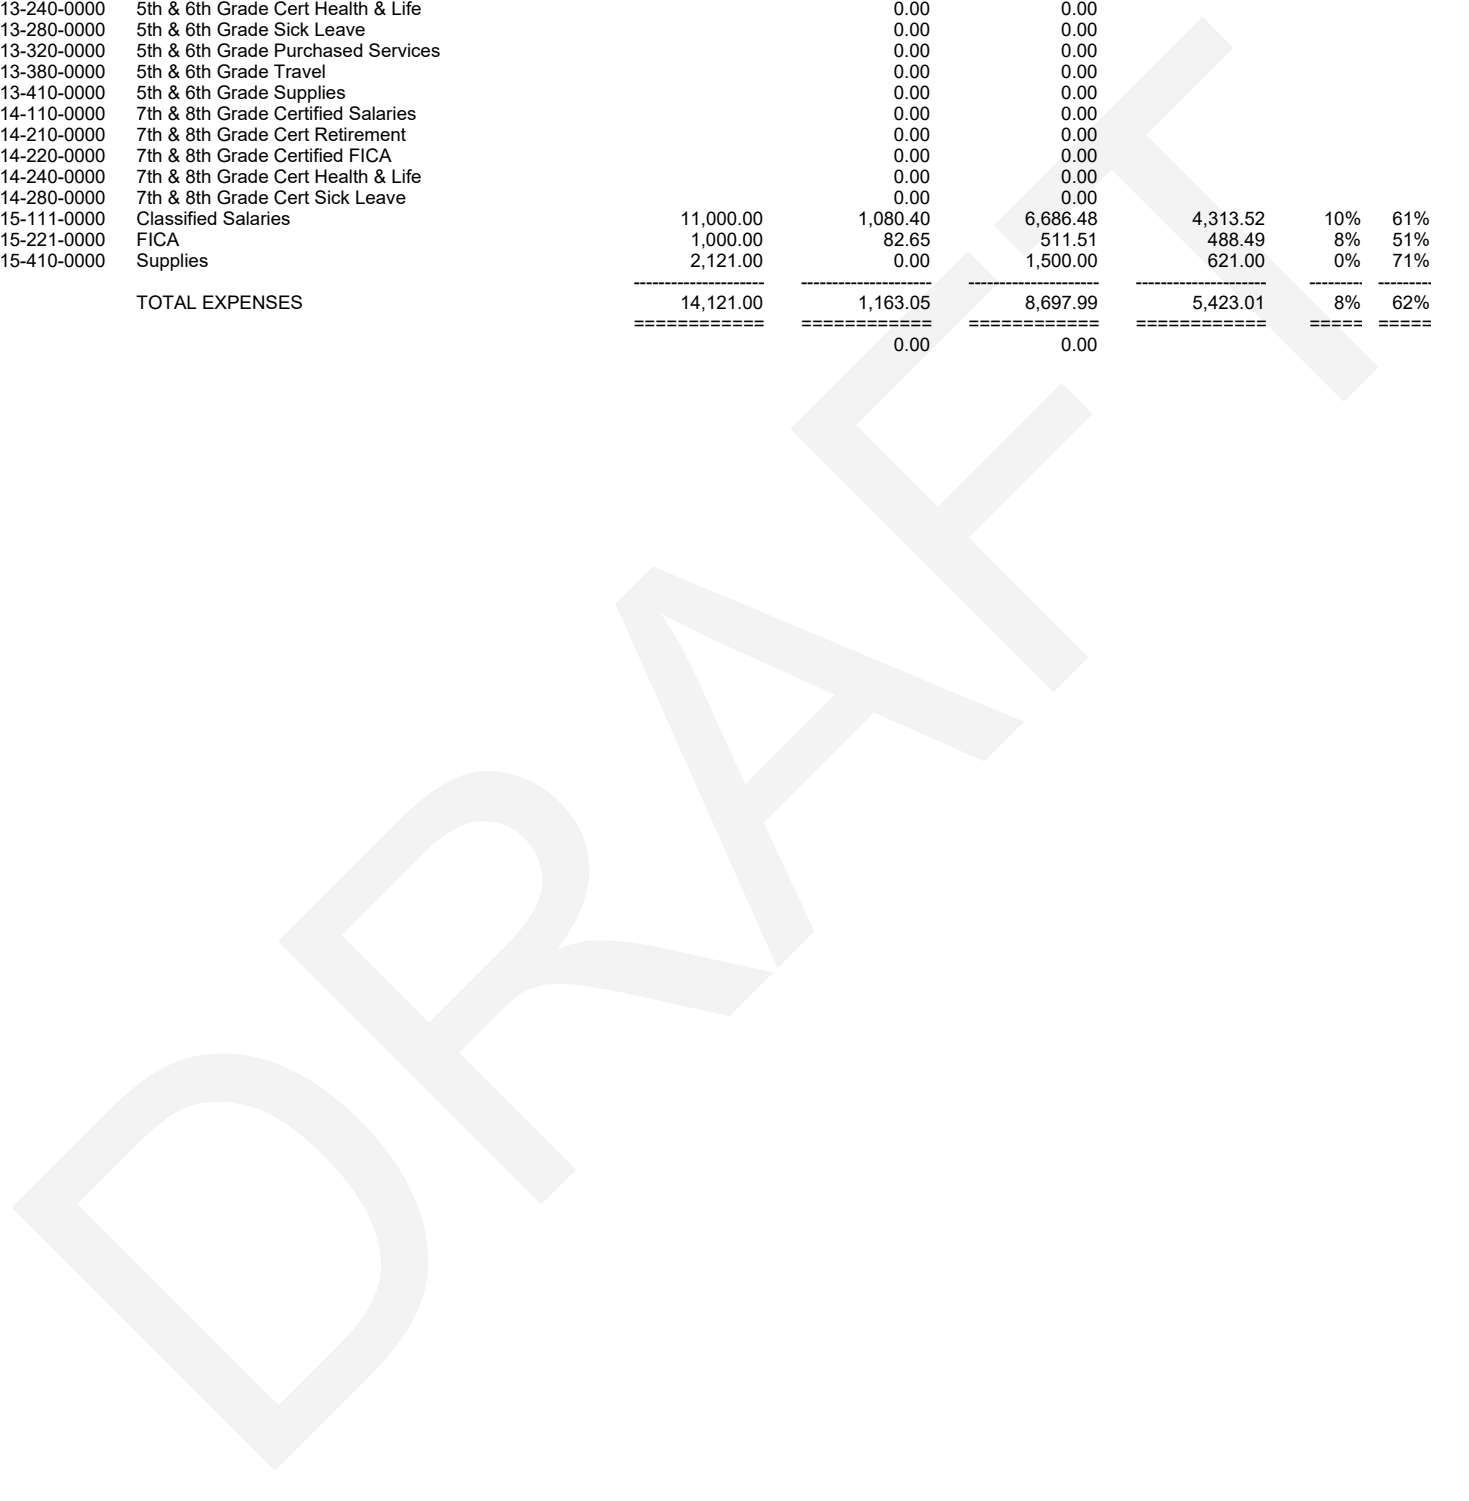 13-240-0000 5th & 6th Grade Cert Health & Life 0.00 0.00
13-280-0000 5th & 6th Grade Sick Leave 0.00 0.00
13-320-0000 5th & 6th Grade Purchased Services 0.00 0.00
13-380-0000 5th & 6th Grade Travel 0.00 0.00
13-410-0000 5th & 6th Grade Supplies 0.00 0.00
14-110-0000 7th & 8th Grade Certified Salaries 0.00 0.00
14-210-0000 7th & 8th Grade Cert Retirement 0.00 0.00
14-220-0000 7th & 8th Grade Certified FICA 0.00 0.00
14-240-0000 7th & 8th Grade Cert Health & Life 0.00 0.00
14-280-0000 7th & 8th Grade Cert Sick Leave 0.00 0.00
15-111-0000 Classified Salaries 11,000.00 1,080.40 6,686.48 4,313.52 10% 61%
15-221-0000 FICA 1,000.00 82.65 511.51 488.49 8% 51%
15-410-0000 Supplies 2,121.00 0.00 1,500.00 621.00 0% 71%
--------------------- --------------------- --------------------- --------------------- -------- --------
TOTAL EXPENSES 14,121.00 1,163.05 8,697.99 5,423.01 8% 62%
============ ============ ============ ============ ===== =====
0.00 0.00
DRAFT